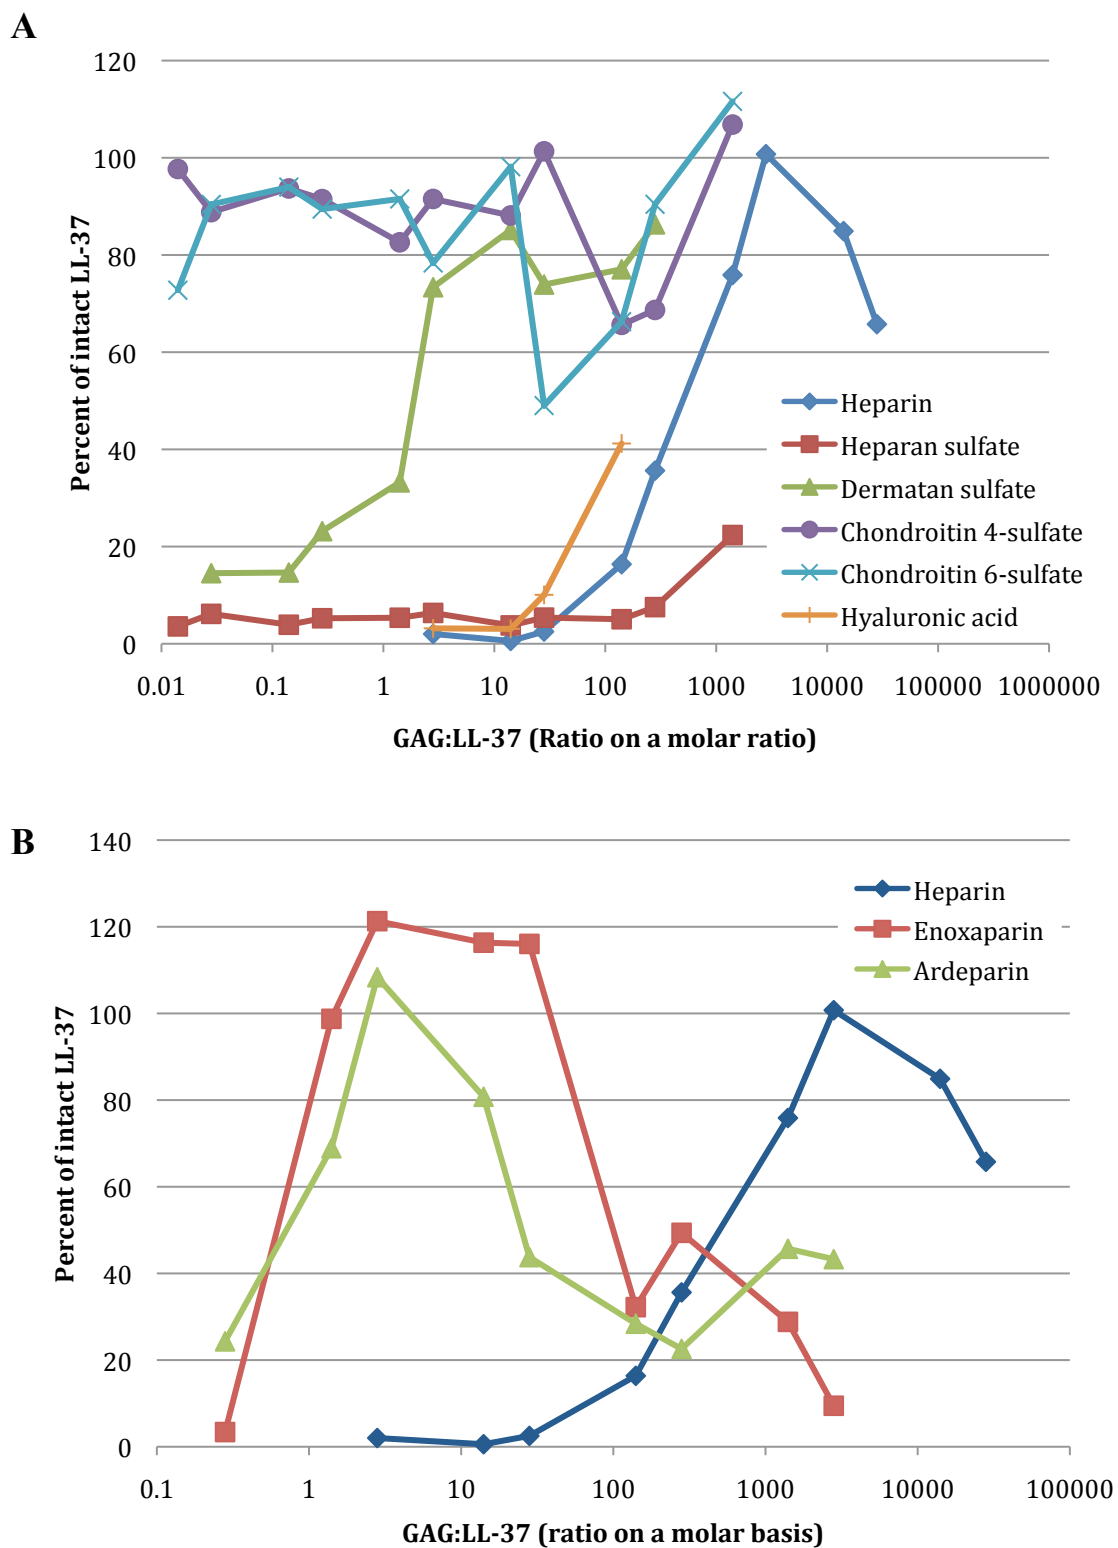 A
120
100
80
60
40
20
0
Percent of intact LL-37
Heparin
Heparan sulfate
Dermatan sulfate
Chondroitin 4-sulfate
Chondroitin 6-sulfate
Hyaluronic acid
0.01 0.1 1 10 100 1000 10000 100000 1000000
GAG:LL-37 (Ratio on a molar ratio)
B
140
120
100
80
60
40
20
0
Percent of intact LL-37
Heparin
Enoxaparin
Ardeparin
0.1 1 10 100 1000 10000 100000
GAG:LL-37 (ratio on a molar basis)